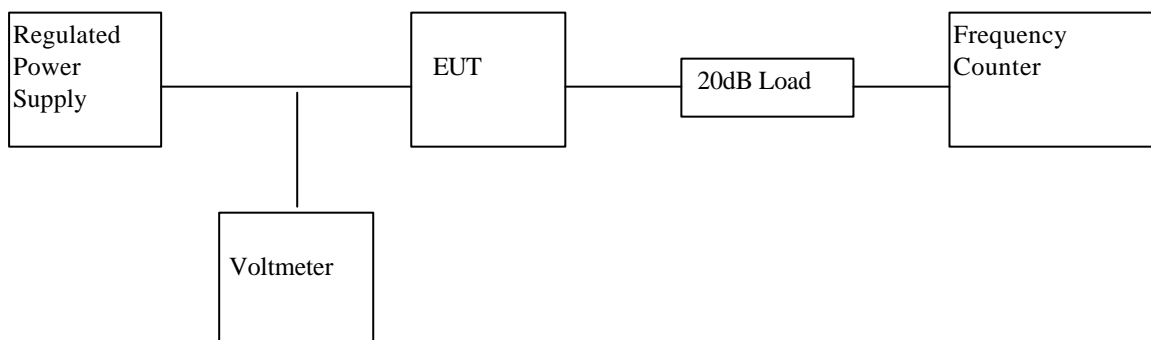 Regulated
Power
Supply
EUT
20dB Load
Frequency
Counter
Voltmeter